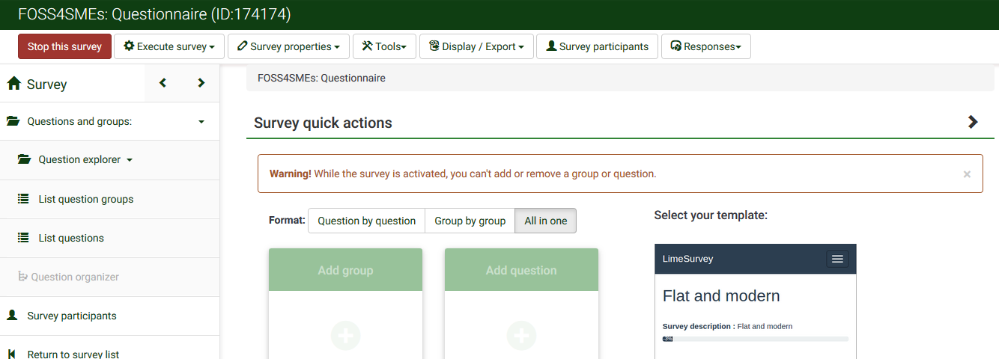 FOSS4SMEs: Questionnaire (ID:174174)
Stop this survey Execute survey Survey properties Tools Display / Export Survey participants Responses
Survey
FOSS4SMEs: Questionnaire
Questions and groups:
Survey quick actions
Question explorer
Warning! While the survey is activated, you can't add or remove a group or question. ×
List question groups
List questions
Question organizer
Survey participants
Return to survey list
Format: Question by question Group by group All in one
Add group Add question
Select your template:
LimeSurvey
Flat and modern
Survey description : Flat and modern